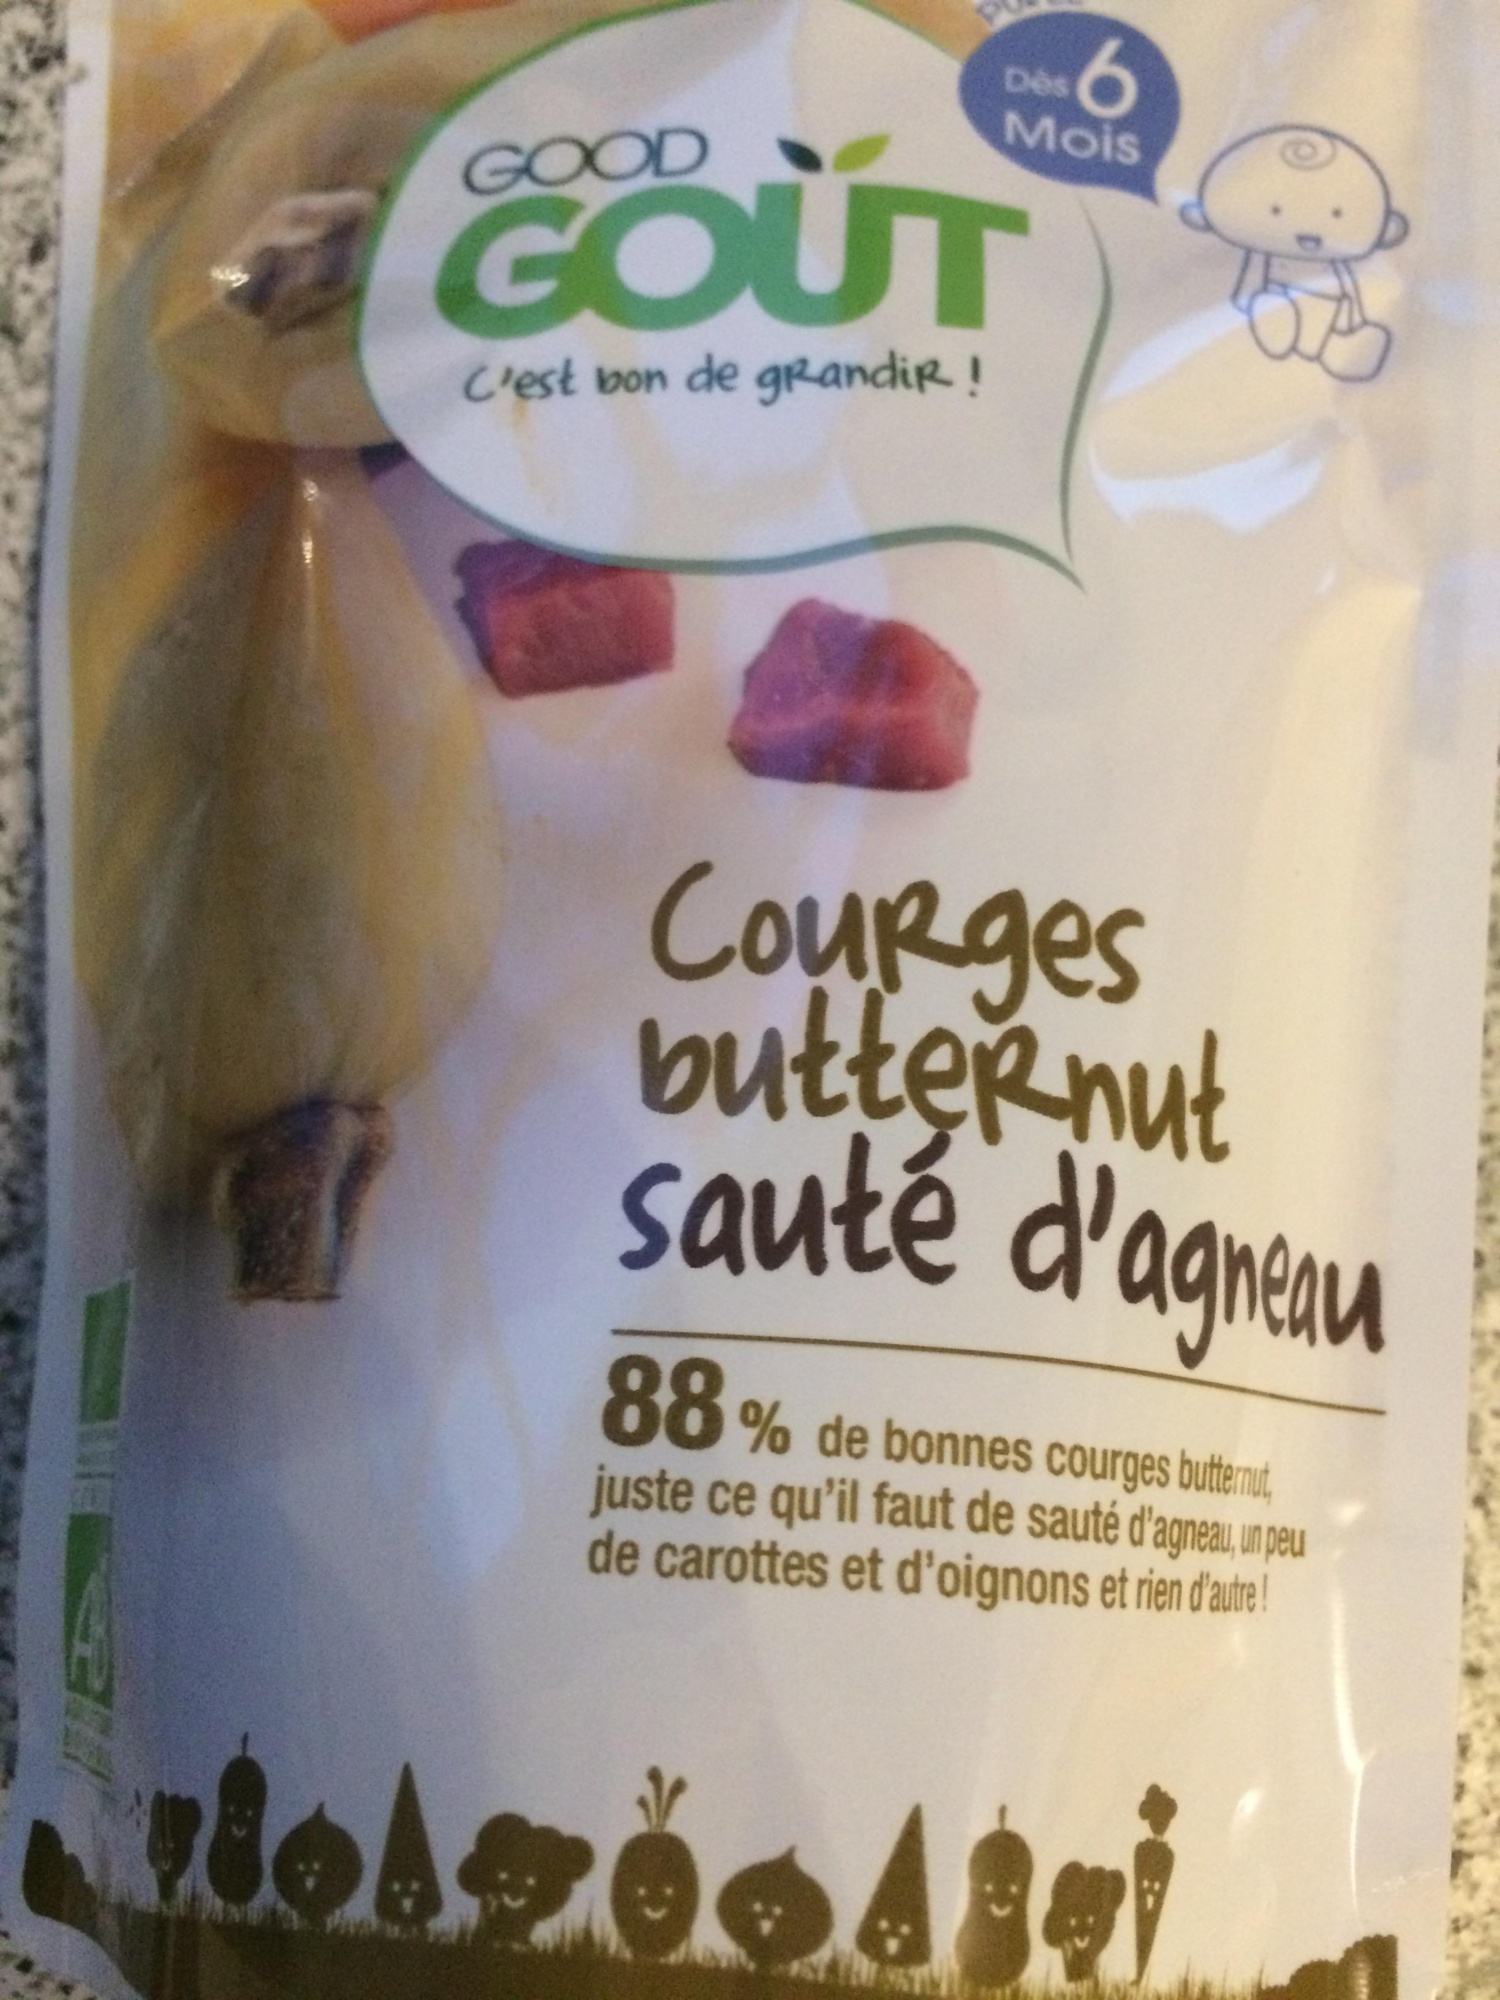 Dès 6
Mois
GOOD
GOÛT
C'est bon de grandir !
Courges
butternut
sauté d'agneau
88 % de bonnes courges butternut,
juste ce qu'il faut de sauté d'agneau, un peu
de carottes et d'oignons et rien d'autre !
AB